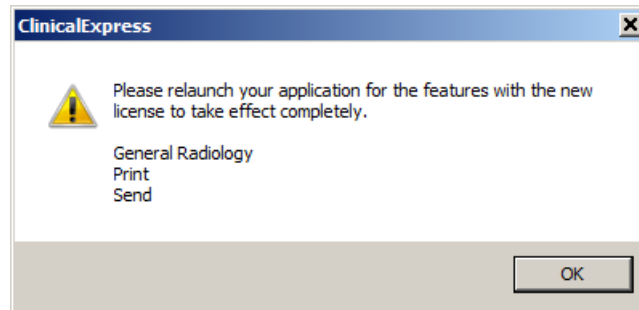 ClinicalExpress
Please relaunch your application for the features with the new
license to take effect completely.
General Radiology
Print
Send
OK